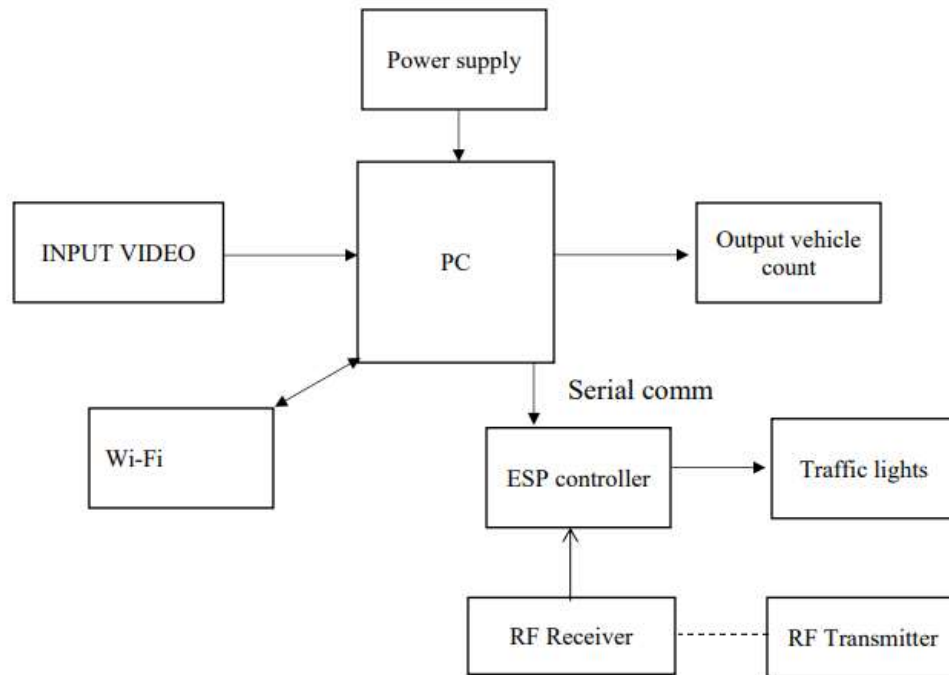 Power supply
INPUT VIDEO
PC
Output vehicle
count
Serial comm
Wi-Fi
ESP controller
Traffic lights
RF Receiver
RF Transmitter